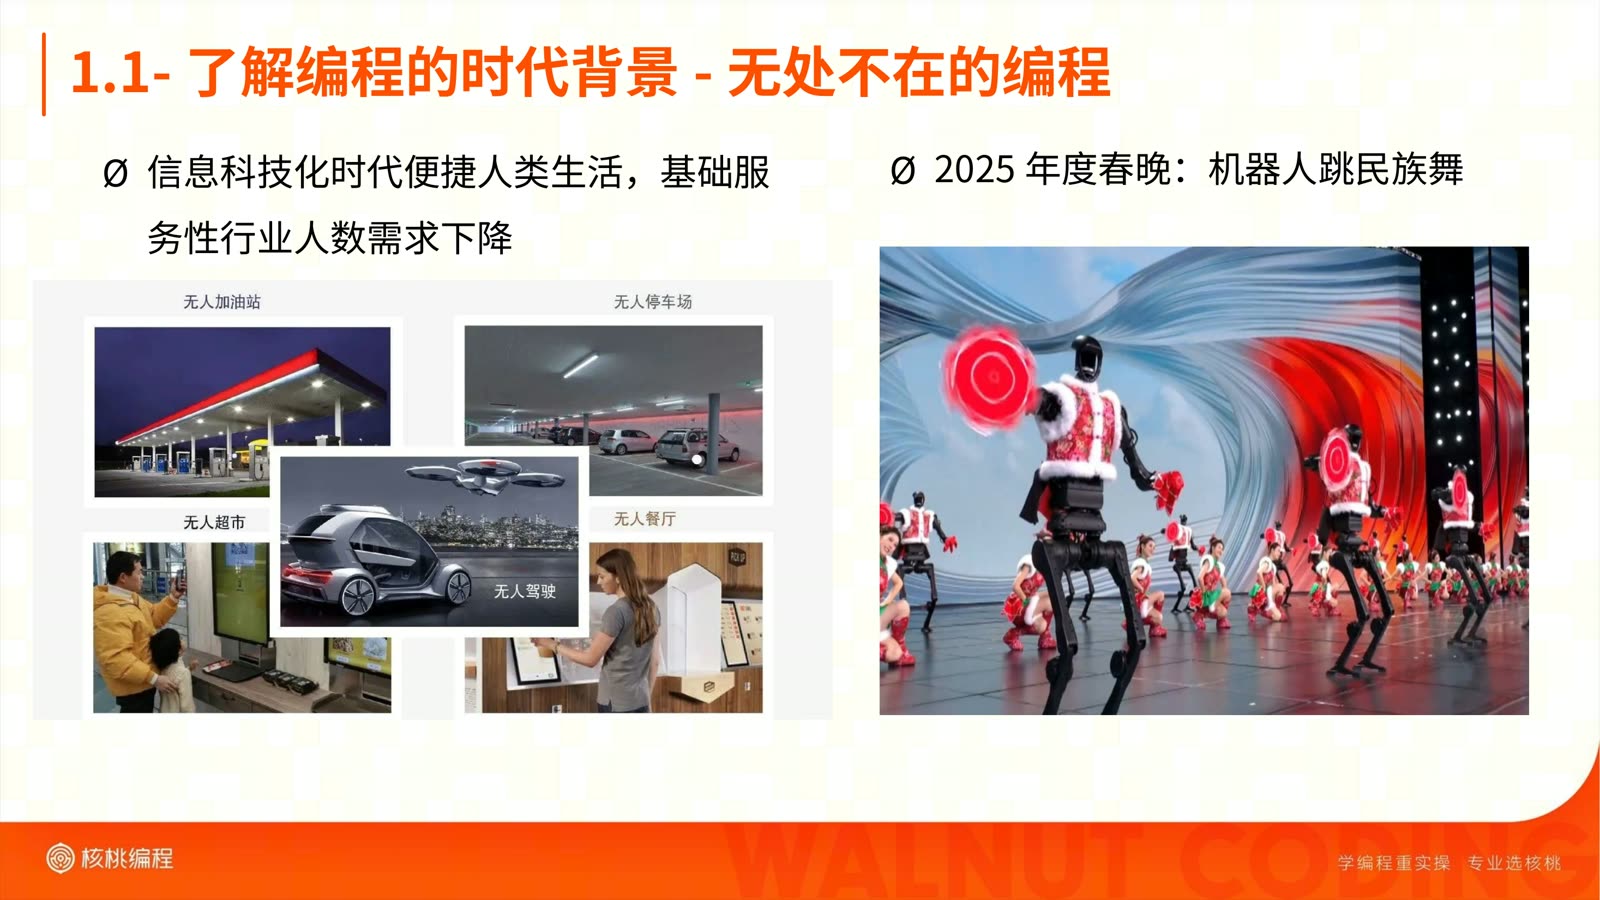 1.1- 了解编程的时代背景 - 无处不在的编程
Ø 信息科技化时代便捷人类生活，基础服
务性行业人数需求下降
无人加油站
无人停车场
无人超市
无人餐厅
无人驾驶
PICK UP
Ø 2025 年度春晚：机器人跳民族舞
核桃编程
WALNUT CODING
学编程重实操 专业选核桃